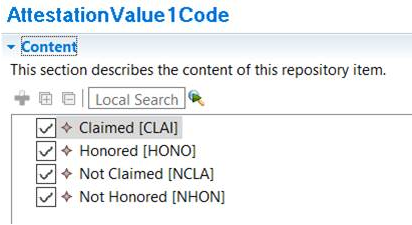 AttestationValue1Code
Content
This section describes the content of this repository item.
Local Search
Claimed [CLAI]
Honored [HONO]
Not Claimed [NCLA]
Not Honored [NHON]